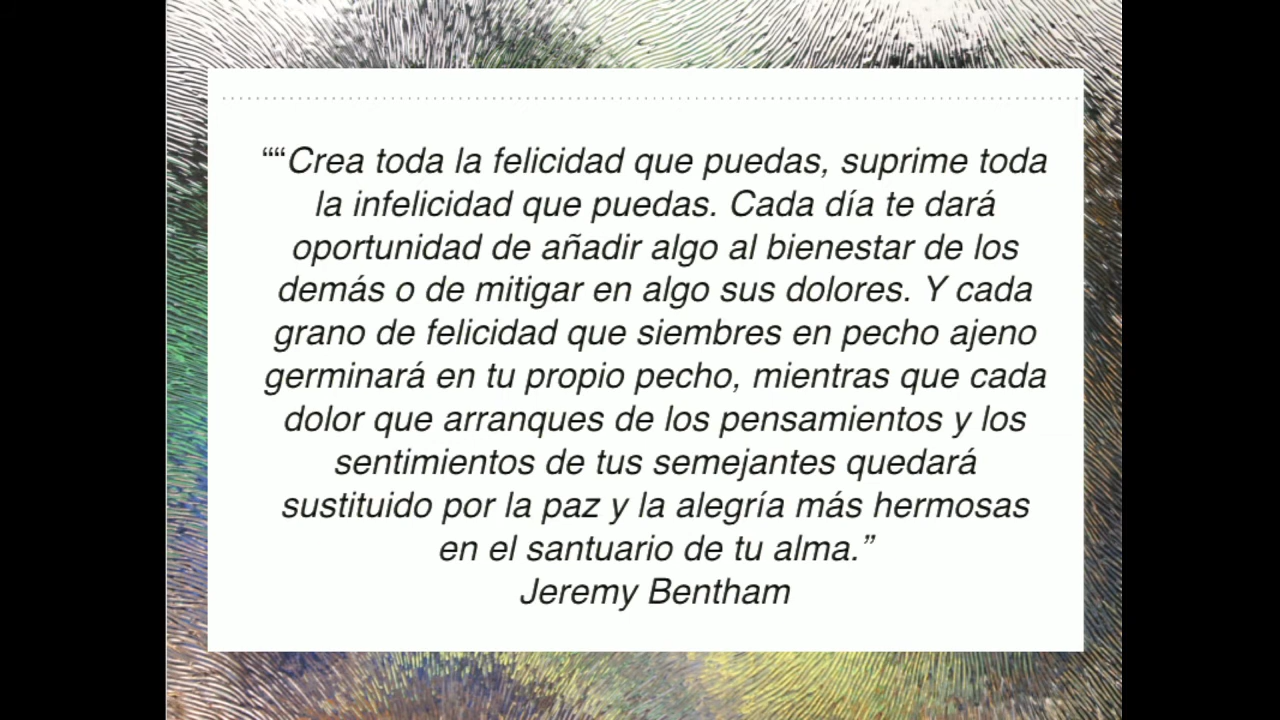 ““Crea toda la felicidad que puedas, suprime toda
la infelicidad que puedas. Cada día te dará
oportunidad de añadir algo al bienestar de los
demás o de mitigar en algo sus dolores. Y cada
grano de felicidad que siembres en pecho ajeno
germinará en tu propio pecho, mientras que cada
dolor que arranques de los pensamientos y los
sentimientos de tus semejantes quedará
sustituido por la paz y la alegría más hermosas
en el santuario de tu alma.”
Jeremy Bentham